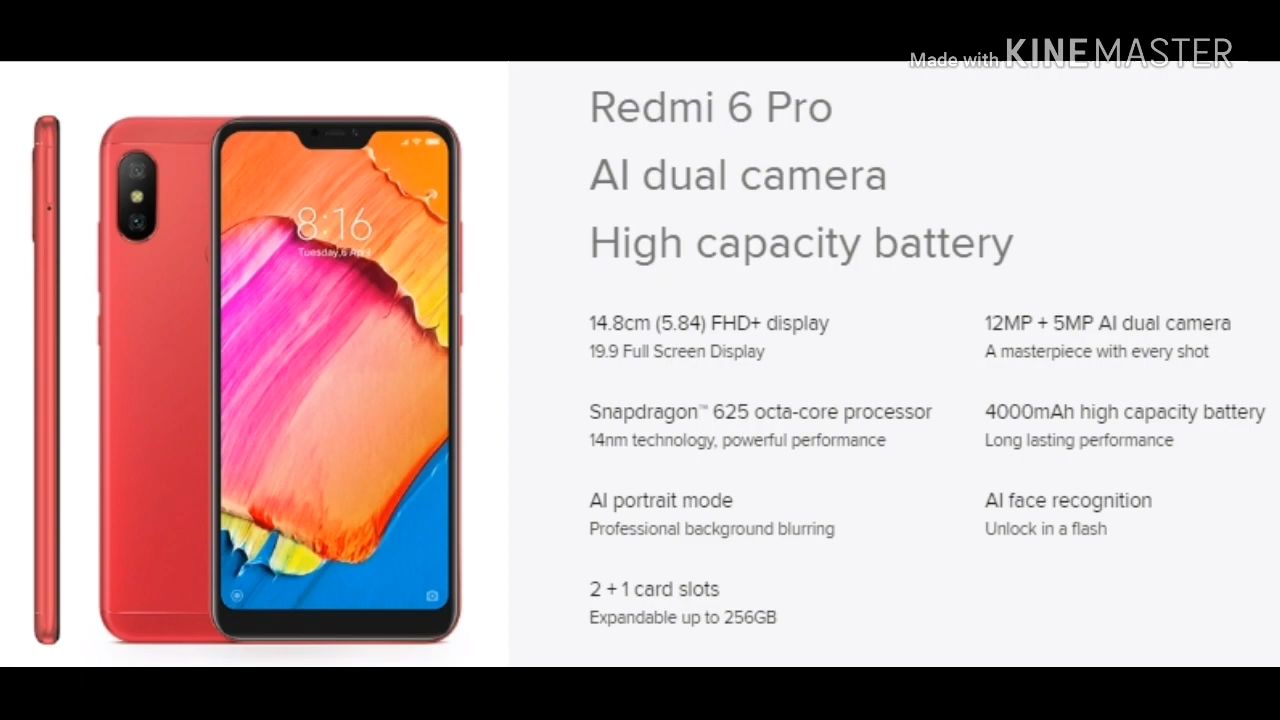 Made with KINEMASTER
Redmi 6 Pro
AI dual camera
High capacity battery
8:16
Tuesday,6 April
14.8cm (5.84) FHD+ display
19.9 Full Screen Display
12MP + 5MP AI dual camera
A masterpiece with every shot
Snapdragon™ 625 octa-core processor
14nm technology, powerful performance
4000mAh high capacity battery
Long lasting performance
AI portrait mode
Professional background blurring
AI face recognition
Unlock in a flash
2 + 1 card slots
Expandable up to 256GB